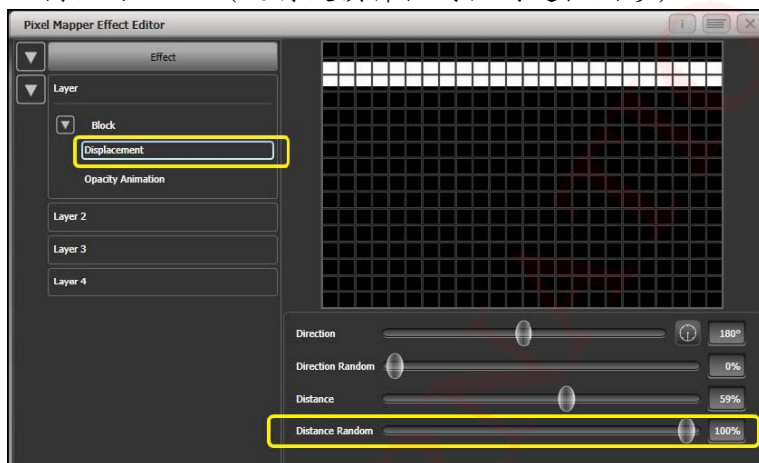 Pixel Mapper Effect Editor
Effect
Layer
Block
Displacement
Opacity Animation
Layer 2
Layer 3
Layer 4
Direction 180°
Direction Random 0%
Distance 59%
Distance Random 100%